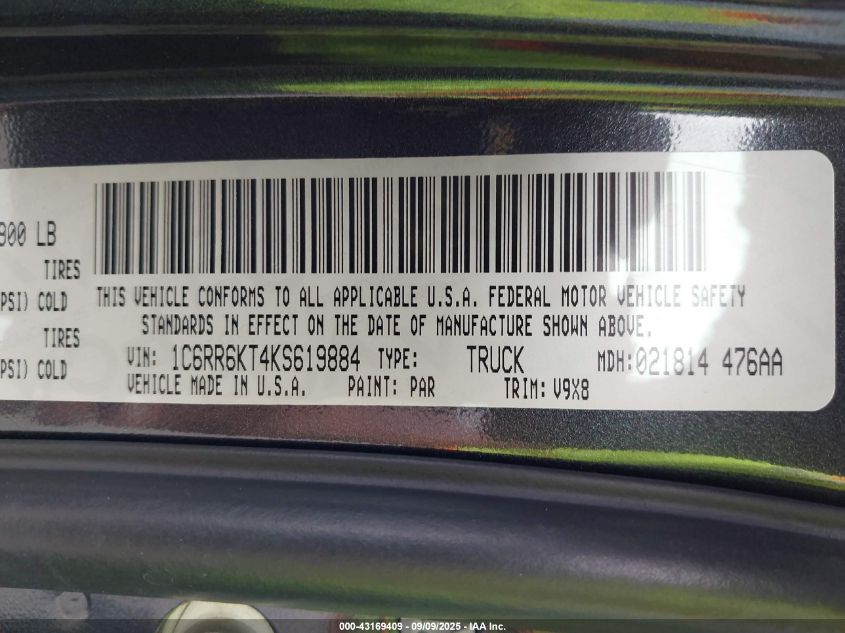 800 LB
TIRES
PSI) COLD
TIRES
PSI) COLD
THIS VEHICLE CONFORMS TO ALL APPLICABLE U.S.A. FEDERAL MOTOR VEHICLE SAFETY
STANDARDS IN EFFECT ON THE DATE OF MANUFACTURE SHOWN ABOVE.
VIN: 1C6RR6KT4KS619884 TYPE: TRUCK MDH:021814 476AA
VEHICLE MADE IN U.S.A. PAINT: PAR TRIM: V9X8
000-43169409 - 09/09/2025 - IAA Inc.